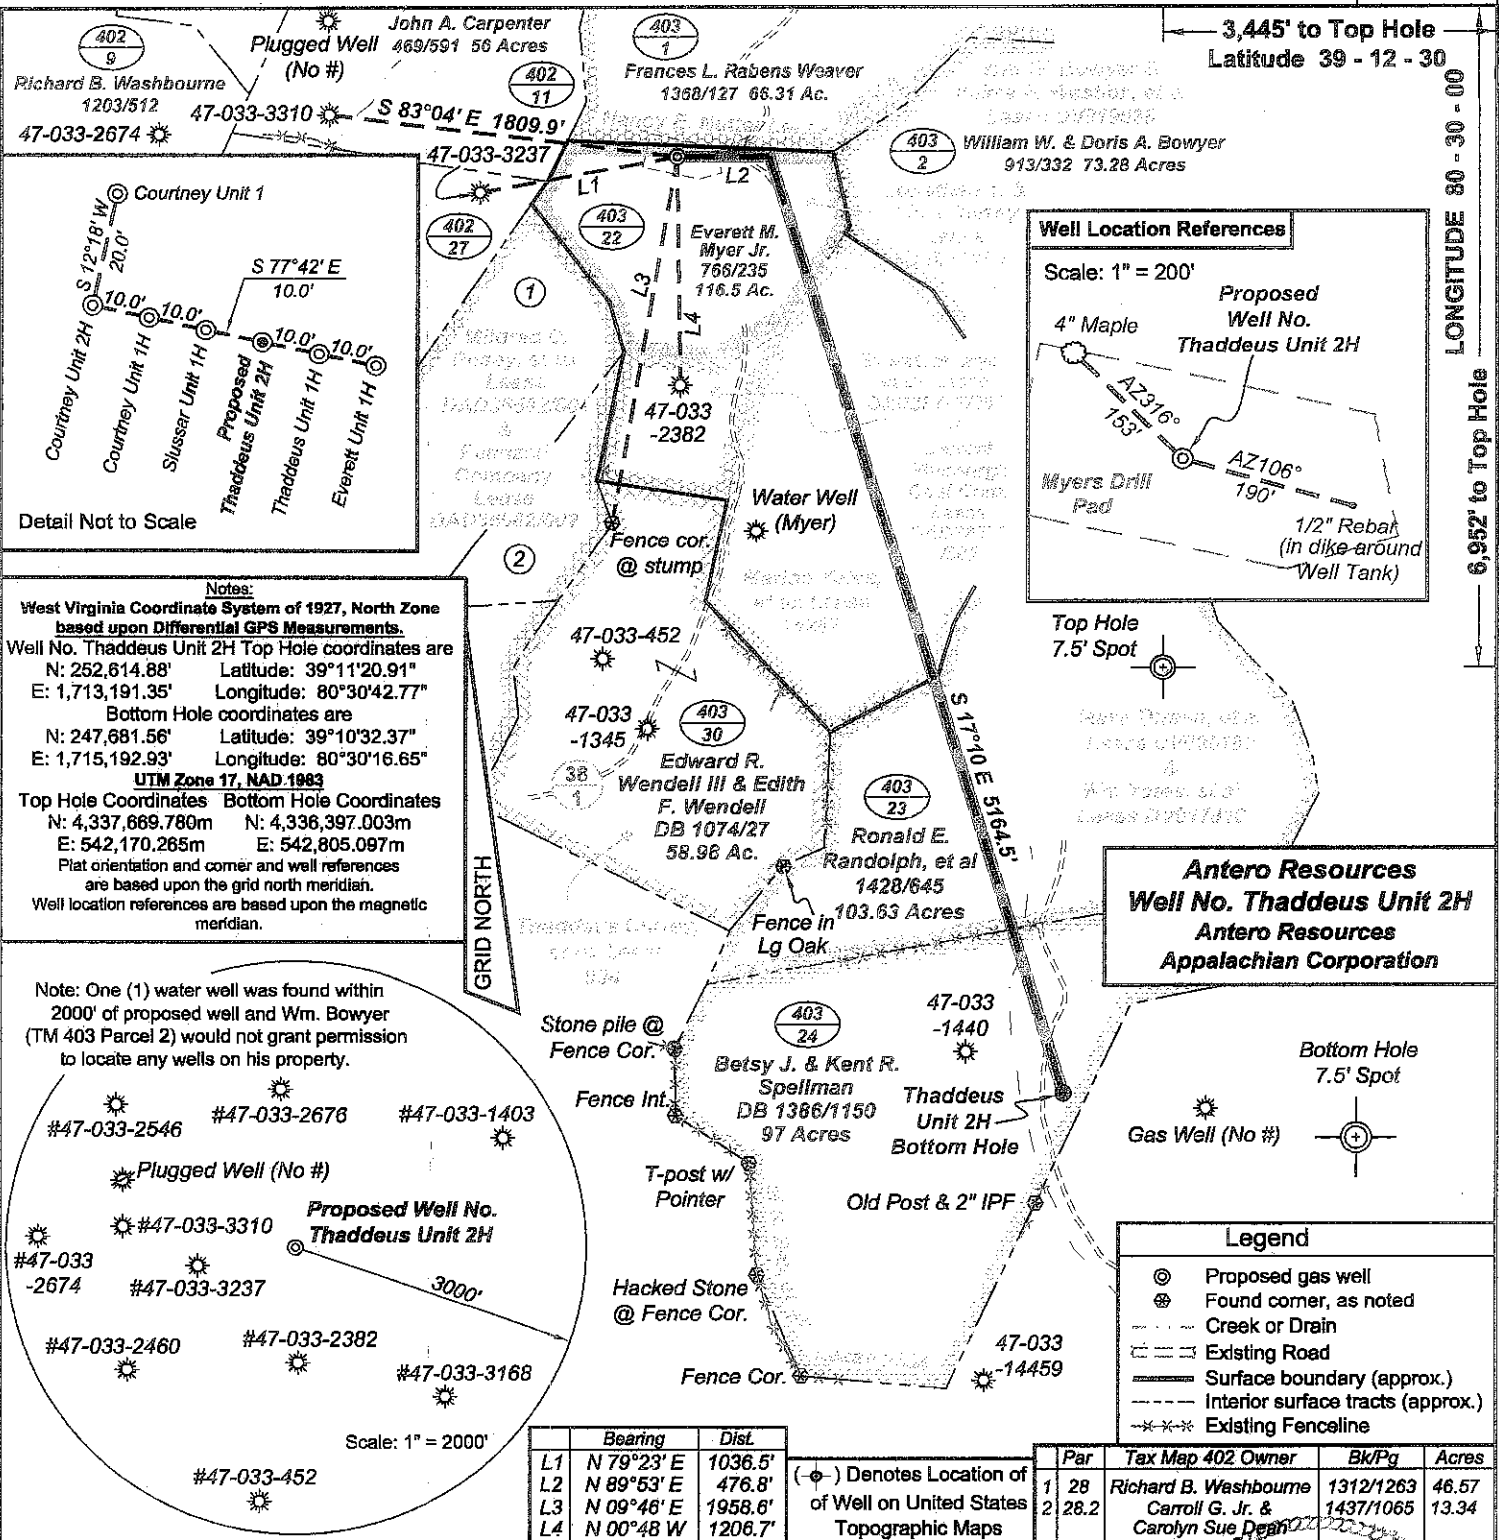 402
9
Richard B. Washbourne
1203/512
47-033-2674
Plugged Well
(No #)
47-033-3310
John A. Carpenter
469/591 56 Acres
402
11
S 83°04' E 1809.9'
47-033-3237
403
1
Frances L. Rabens Weaver
1368/127 66.31 Ac.
403
2
William W. & Doris A. Bowyer
913/332 73.28 Acres
3,445' to Top Hole
Latitude 39 - 12 - 30
LONGITUDE 80 - 30 - 00
6,952' to Top Hole
Courtney Unit 1
S 12°18' W
20.0'
S 77°42' E
10.0'
10.0'
10.0'
10.0'
10.0'
Courtney Unit 2H
Courtney Unit 1H
Slussar Unit 1H
Proposed
Thaddeus Unit 2H
Thaddeus Unit 1H
Everett Unit 1H
Detail Not to Scale
402
27
403
22
L1
L2
L3
L4
Everett M.
Myer Jr.
766/235
116.5 Ac.
1
2
47-033
-2382
Water Well
(Myer)
Fence cor.
@ stump
Well Location References
Scale: 1" = 200'
Proposed
Well No.
Thaddeus Unit 2H
4" Maple
AZ316°
153'
AZ106°
190'
Myers Drill
Pad
1/2" Rebar
(in dike around
Well Tank)
Top Hole
7.5' Spot
Notes:
West Virginia Coordinate System of 1927, North Zone
based upon Differential GPS Measurements.
Well No. Thaddeus Unit 2H Top Hole coordinates are
N: 252,614.88' Latitude: 39°11'20.91"
E: 1,713,191.35' Longitude: 80°30'42.77"
Bottom Hole coordinates are
N: 247,681.56' Latitude: 39°10'32.37"
E: 1,715,192.93' Longitude: 80°30'16.65"
UTM Zone 17, NAD 1983
Top Hole Coordinates Bottom Hole Coordinates
N: 4,337,669.780m N: 4,336,397.003m
E: 542,170.265m E: 542,805.097m
Plat orientation and corner and well references
are based upon the grid north meridian.
Well location references are based upon the magnetic
meridian.
GRID NORTH
47-033-452
47-033
-1345
38
1
403
30
Edward R.
Wendell III & Edith
F. Wendell
DB 1074/27
58.96 Ac.
S 17°10 E 5164.5'
403
23
Ronald E.
Randolph, et al
1428/645
103.63 Acres
Fence in
Lg Oak
Antero Resources
Well No. Thaddeus Unit 2H
Antero Resources
Appalachian Corporation
Note: One (1) water well was found within
2000' of proposed well and Wm. Bowyer
(TM 403 Parcel 2) would not grant permission
to locate any wells on his property.
#47-033-2546
#47-033-2676
#47-033-1403
Plugged Well (No #)
#47-033-3310
Proposed Well No.
Thaddeus Unit 2H
#47-033
-2674
#47-033-3237
3000'
#47-033-2460
#47-033-2382
#47-033-3168
Scale: 1" = 2000'
#47-033-452
Stone pile @
Fence Cor.
Fence Int.
403
24
Betsy J. & Kent R.
Spellman
DB 1386/1150
97 Acres
47-033
-1440
Thaddeus
Unit 2H
Bottom Hole
T-post w/
Pointer
Old Post & 2" IPF
Hacked Stone
@ Fence Cor.
Fence Cor.
47-033
-14459
Gas Well (No #)
Bottom Hole
7.5' Spot
Legend
Proposed gas well
Found corner, as noted
Creek or Drain
Existing Road
Surface boundary (approx.)
Interior surface tracts (approx.)
Existing Fenceline
Bearing Dist.
L1 N 79°23' E 1036.5'
L2 N 89°53' E 476.8'
L3 N 09°46' E 1958.6'
L4 N 00°48 W 1206.7'
( ) Denotes Location of
of Well on United States
Topographic Maps
Par Tax Map 402 Owner Bk/Pg Acres
1 28 Richard B. Washbourne 1312/1263 46.57
2 28.2 Carroll G. Jr. & 1437/1065 13.34
Carolyn Sue Dean